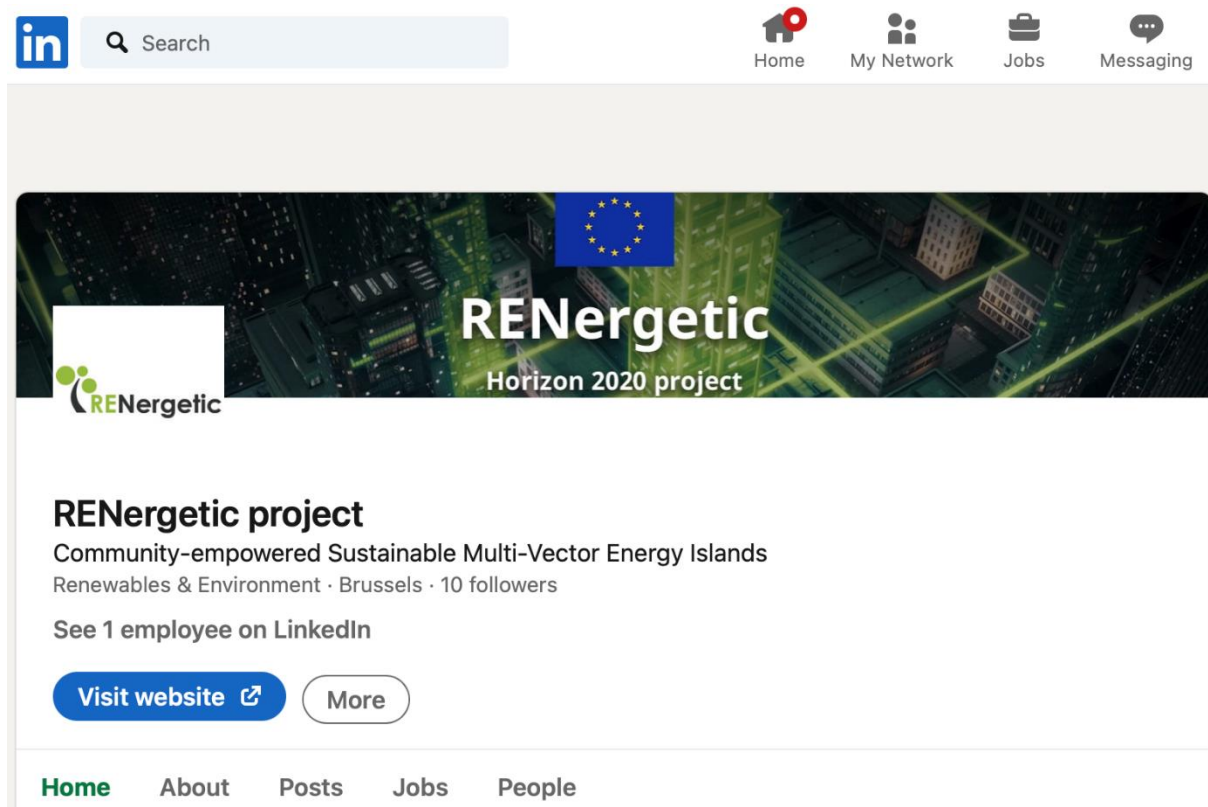 in
Search
Home
My Network
Jobs
Messaging
RENergetic
Horizon 2020 project
RENergetic
RENergetic project
Community-empowered Sustainable Multi-Vector Energy Islands
Renewables & Environment · Brussels · 10 followers
See 1 employee on LinkedIn
Visit website
More
Home About Posts Jobs People